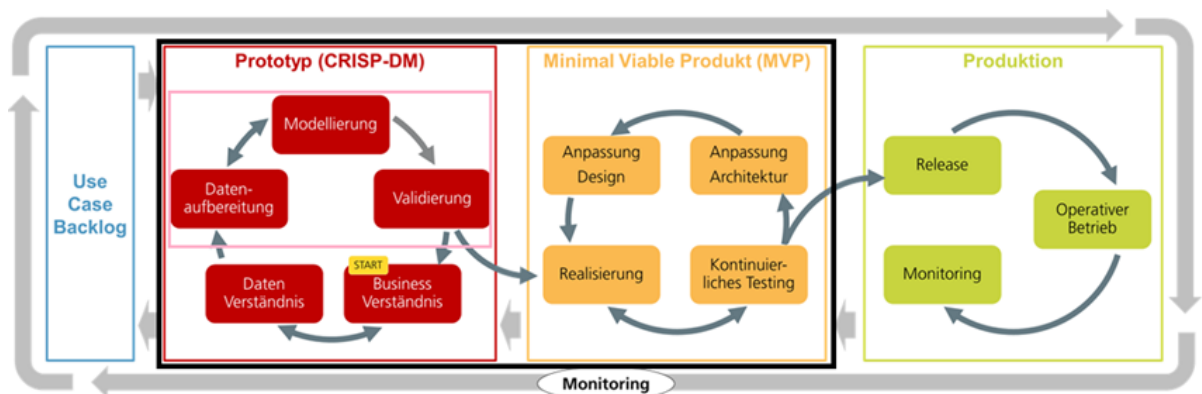 Use
Case
Backlog
Prototyp (CRISP-DM)
Modellierung
Daten-
aufbereitung
Validierung
START
Daten
Verständnis
Business
Verständnis
Minimal Viable Produkt (MVP)
Anpassung
Design
Anpassung
Architektur
Realisierung
Kontinuier-
liches Testing
Produktion
Release
Operativer
Betrieb
Monitoring
Monitoring